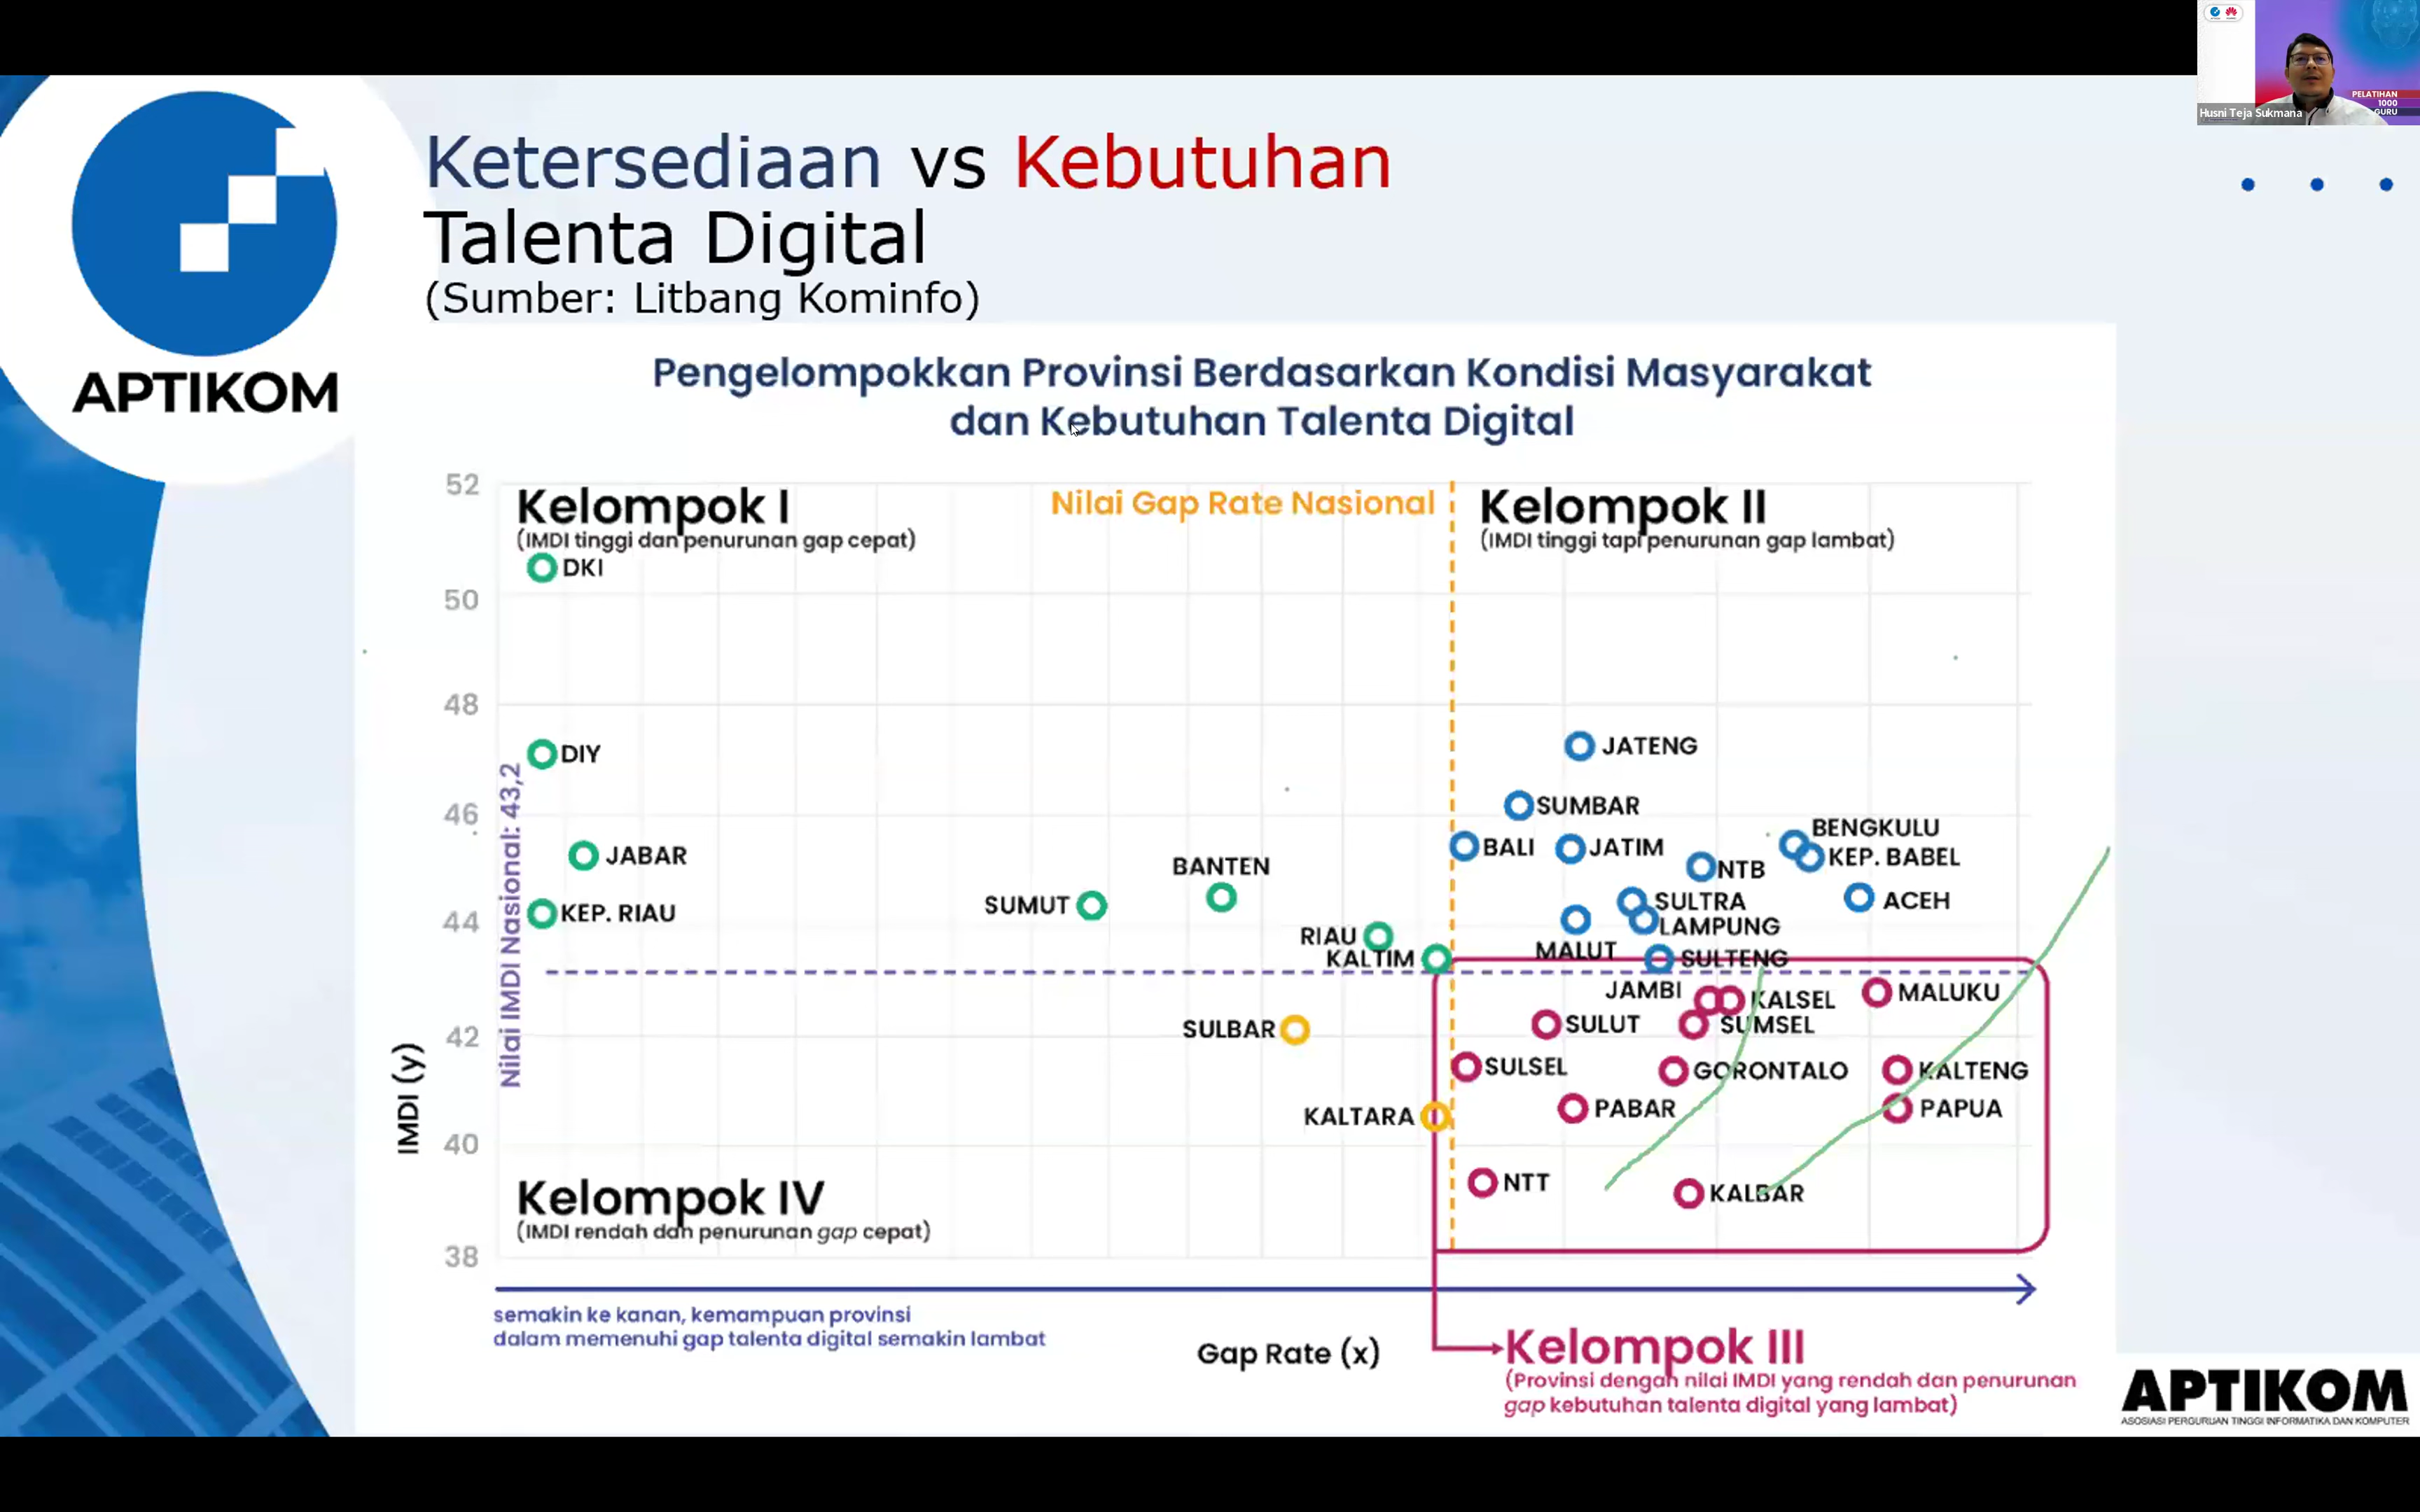 PELATIHAN
1000
GURU
Husni Teja Sukmana
APTIKOM
Ketersediaan vs Kebutuhan
Talenta Digital
(Sumber: Litbang Kominfo)
Pengelompokkan Provinsi Berdasarkan Kondisi Masyarakat
dan Kebutuhan Talenta Digital
52
50
48
46
44
42
40
38
IMDI (y)
Nilai IMDI Nasional: 43,2
Kelompok I
(IMDI tinggi dan penurunan gap cepat)
DKI
DIY
JABAR
KEP. RIAU
SUMUT
BANTEN
RIAU
KALTIM
Nilai Gap Rate Nasional
Kelompok II
(IMDI tinggi tapi penurunan gap lambat)
JATENG
SUMBAR
BALI
JATIM
NTB
BENGKULU
KEP. BABEL
SULTRA
ACEH
LAMPUNG
MALUT
SULTENG
JAMBI
KALSEL
MALUKU
SULUT
SUMSEL
SULSEL
GORONTALO
KALTENG
PABAR
PAPUA
NTT
KALBAR
SULBAR
KALTARA
Kelompok IV
(IMDI rendah dan penurunan gap cepat)
semakin ke kanan, kemampuan provinsi
dalam memenuhi gap talenta digital semakin lambat
Gap Rate (x)
Kelompok III
(Provinsi dengan nilai IMDI yang rendah dan penurunan
gap kebutuhan talenta digital yang lambat)
APTIKOM
ASOSIASI PERGURUAN TINGGI INFORMATIKA DAN KOMPUTER